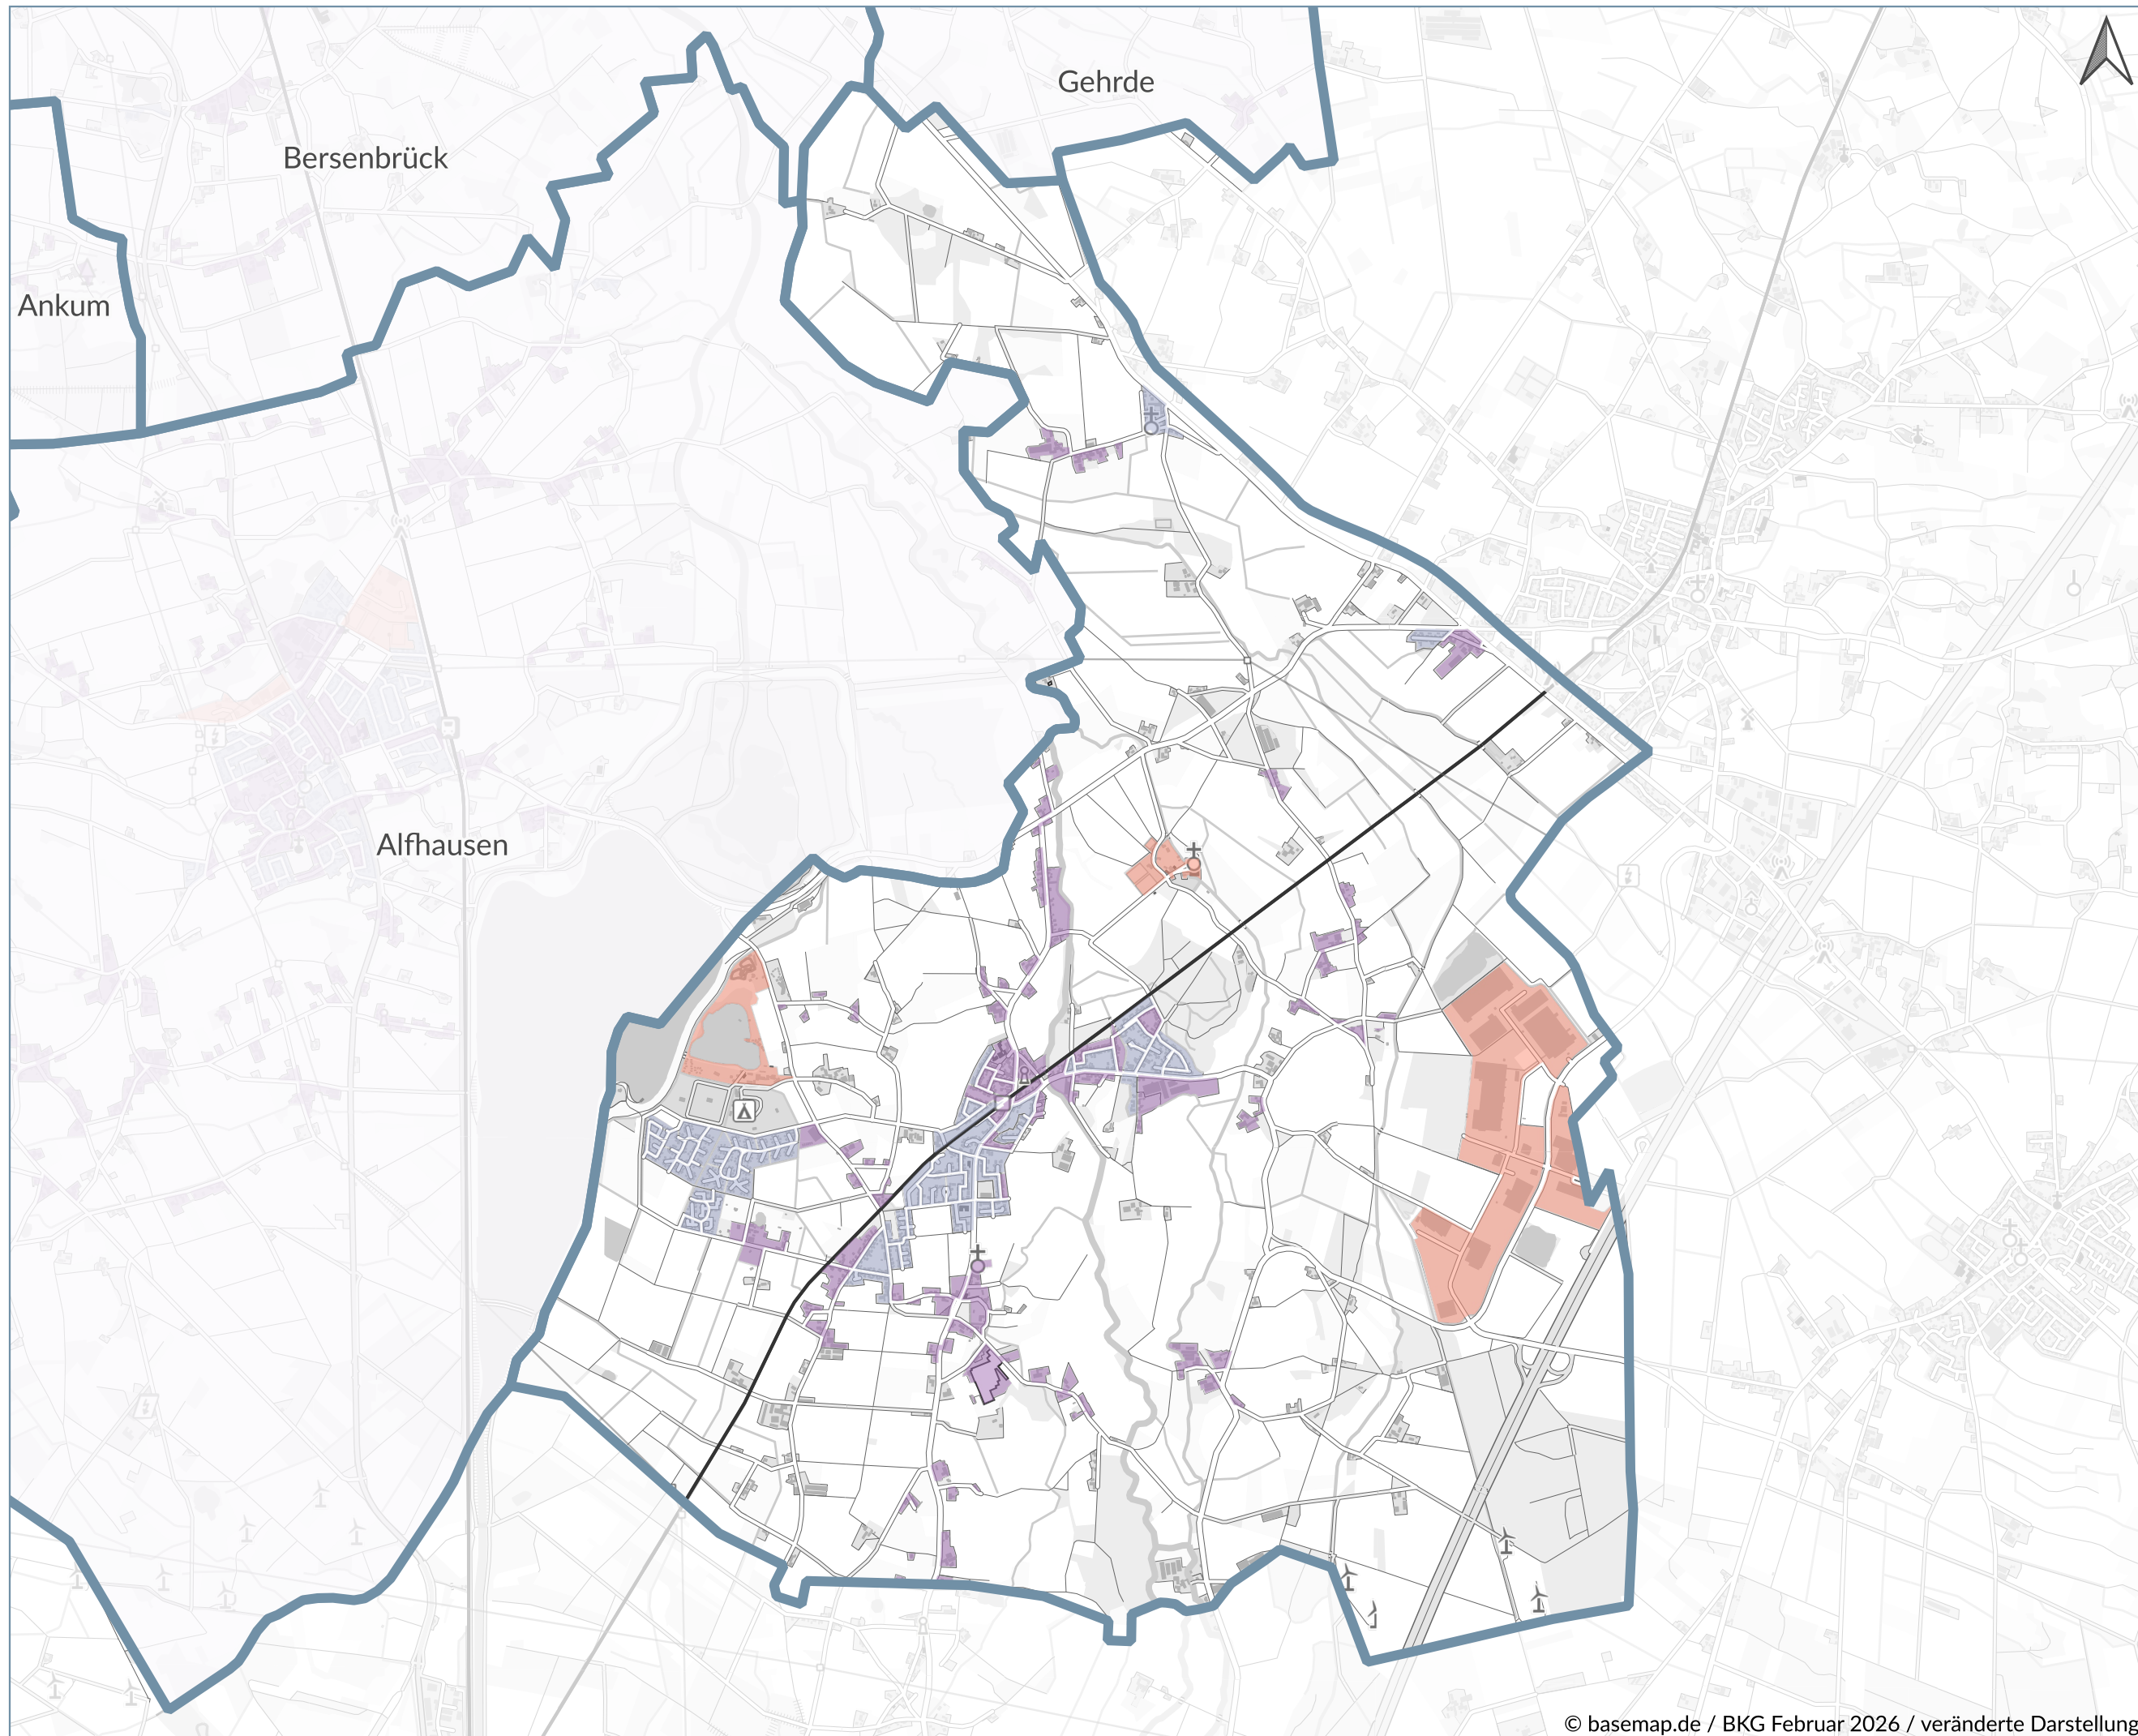 Gehrde
Bersenbrück
Ankum
Alfhausen
© basemap.de / BKG Februar 2026 / veränderte Darstellung